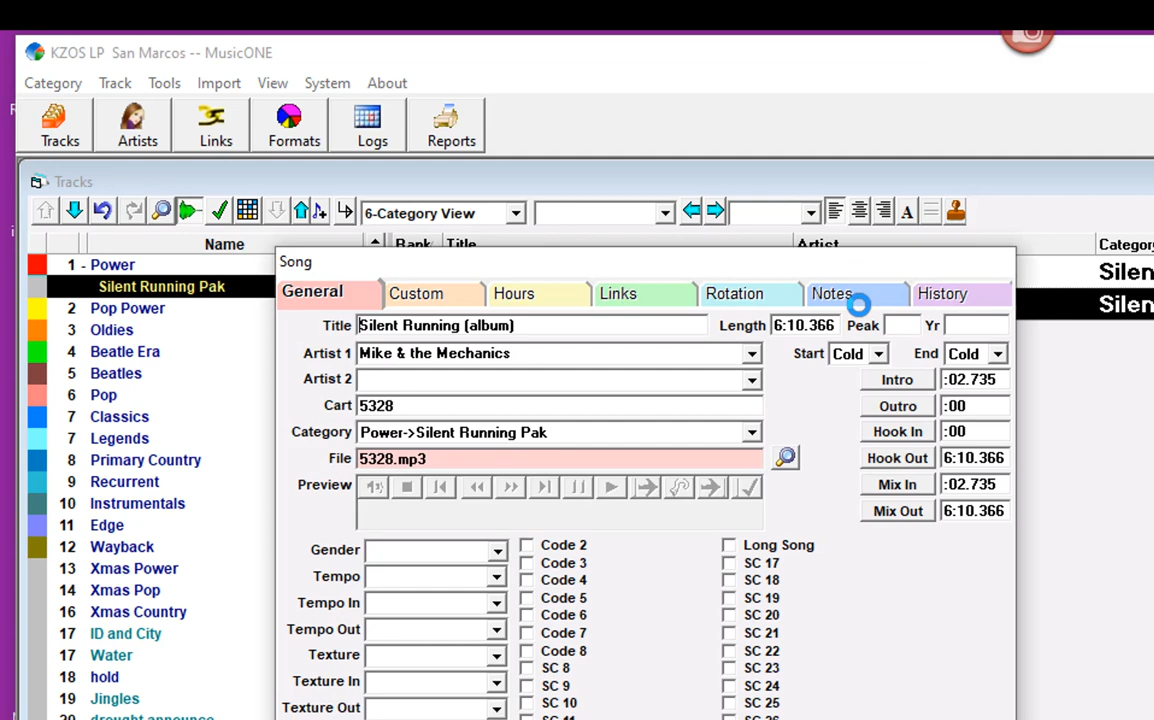 KZOS LP San Marcos -- MusicONE
Category Track Tools Import View System About
Tracks Artists Links Formats Logs Reports
Tracks
6-Category View A
Name Rank Title Artist Category
1 - Power
Silent Running Pak
2 Pop Power
3 Oldies
4 Beatle Era
5 Beatles
6 Pop
7 Classics
7 Legends
8 Primary Country
9 Recurrent
10 Instrumentals
11 Edge
12 Wayback
13 Xmas Power
14 Xmas Pop
16 Xmas Country
17 ID and City
17 Water
18 hold
19 Jingles
20 drought announce
Song
General Custom Hours Links Rotation Notes History
Title Silent Running (album) Length 6:10.366 Peak Yr
Artist 1 Mike & the Mechanics Start Cold End Cold
Artist 2 Intro :02.735
Cart 5328 Outro :00
Category Power->Silent Running Pak Hook In :00
File 5328.mp3 Hook Out 6:10.366
Preview Mix In :02.735
Mix Out 6:10.366
Gender Code 2 Long Song
Code 3 SC 17
Tempo Code 4 SC 18
Tempo In Code 5 SC 19
Code 6 SC 20
Tempo Out Code 7 SC 21
Texture Code 8 SC 22
SC 8 SC 23
Texture In SC 9 SC 24
Texture Out SC 10 SC 25
SC 11 SC 26
Silen
Silen